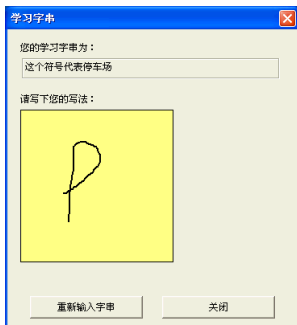 学习字串
您的学习字串为：
这个符号代表停车场
请写下您的写法：
P
重新输入字串
关闭